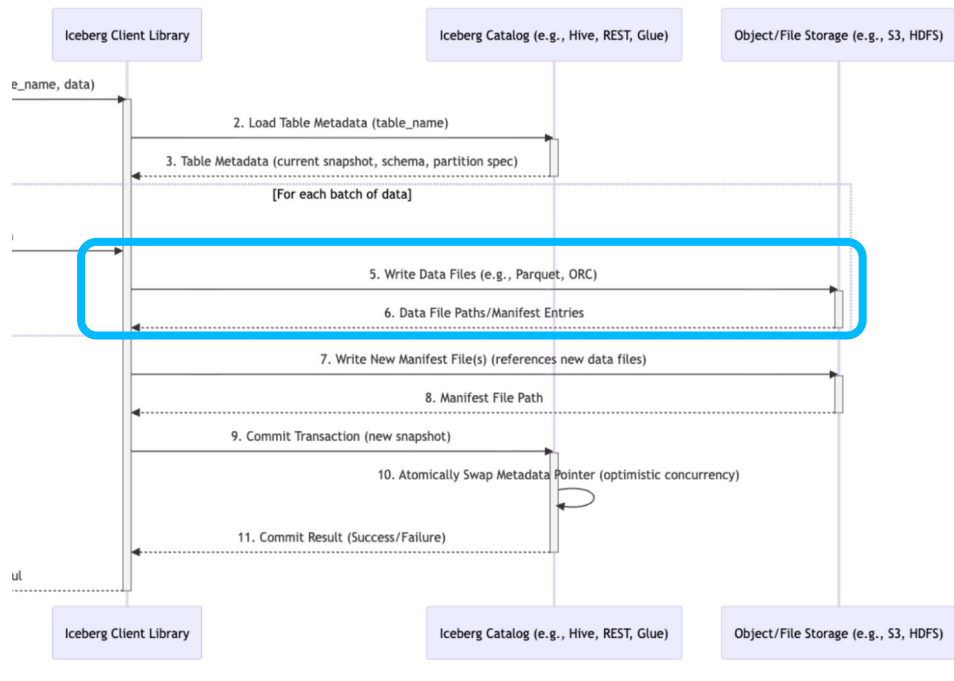 Iceberg Client Library
Iceberg Catalog (e.g., Hive, REST, Glue)
Object/File Storage (e.g., S3, HDFS)
e_name, data)
2. Load Table Metadata (table_name)
3. Table Metadata (current snapshot, schema, partition spec)
[For each batch of data]
)
5. Write Data Files (e.g., Parquet, ORC)
6. Data File Paths/Manifest Entries
7. Write New Manifest File(s) (references new data files)
8. Manifest File Path
9. Commit Transaction (new snapshot)
10. Atomically Swap Metadata Pointer (optimistic concurrency)
11. Commit Result (Success/Failure)
ul
Iceberg Client Library
Iceberg Catalog (e.g., Hive, REST, Glue)
Object/File Storage (e.g., S3, HDFS)